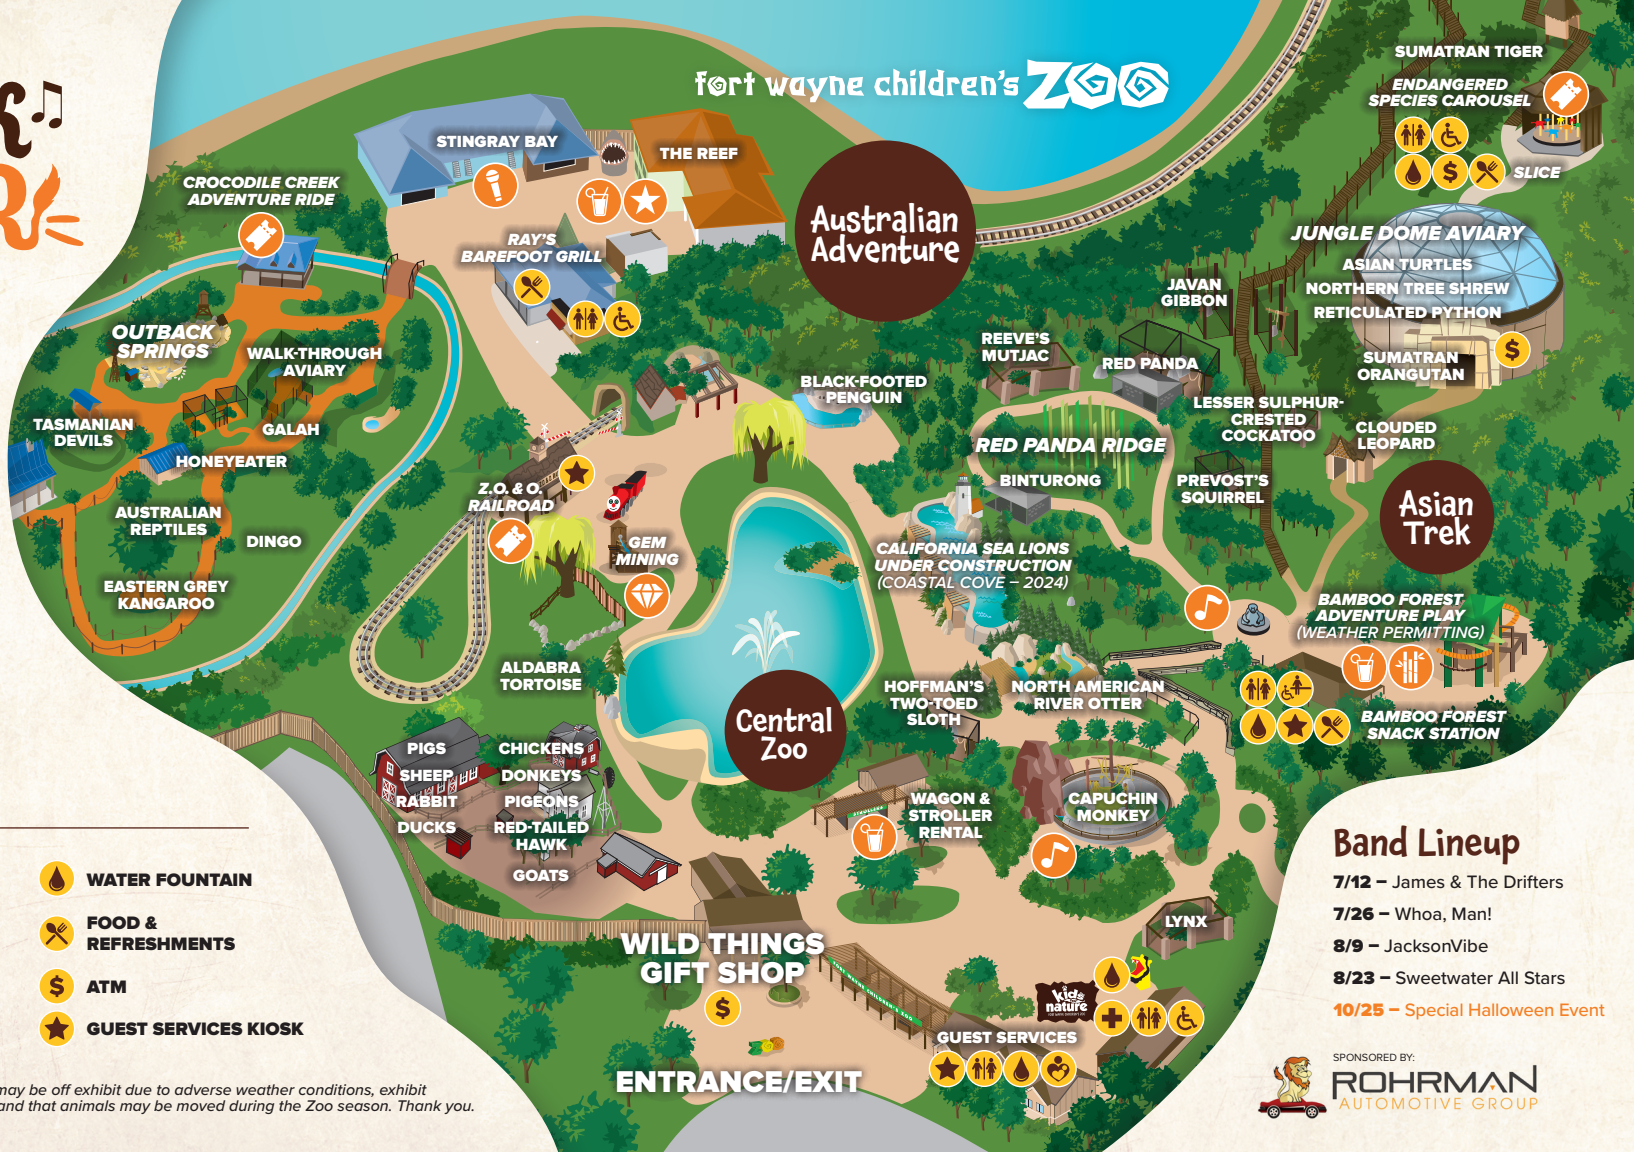 fort wayne children's ZOO
SUMATRAN TIGER
ENDANGERED
SPECIES CAROUSEL
SLICE
STINGRAY BAY
THE REEF
CROCODILE CREEK
ADVENTURE RIDE
Australian
Adventure
RAY'S
BAREFOOT GRILL
JUNGLE DOME AVIARY
ASIAN TURTLES
NORTHERN TREE SHREW
RETICULATED PYTHON
SUMATRAN
ORANGUTAN
JAVAN
GIBBON
OUTBACK
SPRINGS
WALK-THROUGH
AVIARY
REEVE'S
MUTJAC
RED PANDA
BLACK-FOOTED
PENGUIN
LESSER SULPHUR-
CRESTED
COCKATOO
CLOUDED
LEOPARD
TASMANIAN
DEVILS
GALAH
HONEYEATER
RED PANDA RIDGE
BINTURONG
PREVOST'S
SQUIRREL
Asian
Trek
Z.O. & O.
RAILROAD
AUSTRALIAN
REPTILES
DINGO
GEM
MINING
CALIFORNIA SEA LIONS
UNDER CONSTRUCTION
(COASTAL COVE – 2024)
EASTERN GREY
KANGAROO
BAMBOO FOREST
ADVENTURE PLAY
(WEATHER PERMITTING)
ALDABRA
TORTOISE
HOFFMAN'S
TWO-TOED
SLOTH
NORTH AMERICAN
RIVER OTTER
Central
Zoo
BAMBOO FOREST
SNACK STATION
PIGS
SHEEP
RABBIT
DUCKS
CHICKENS
DONKEYS
PIGEONS
RED-TAILED
HAWK
GOATS
STROLLERS
WAGON &
STROLLER
RENTAL
CAPUCHIN
MONKEY
LYNX
WILD THINGS
GIFT SHOP
FORT WAYNE CHILDREN'S ZOO
kids
nature
GUEST SERVICES
ENTRANCE/EXIT
WATER FOUNTAIN
FOOD &
REFRESHMENTS
$ ATM
GUEST SERVICES KIOSK
may be off exhibit due to adverse weather conditions, exhibit
and that animals may be moved during the Zoo season. Thank you.
Band Lineup
7/12 – James & The Drifters
7/26 – Whoa, Man!
8/9 – JacksonVibe
8/23 – Sweetwater All Stars
10/25 – Special Halloween Event
SPONSORED BY:
ROHRMAN
AUTOMOTIVE GROUP